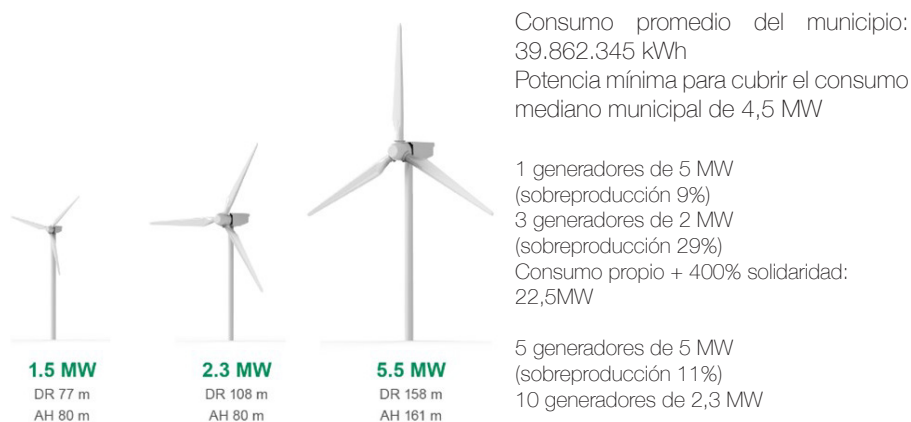 Consumo promedio del municipio:
39.862.345 kWh
Potencia mínima para cubrir el consumo
mediano municipal de 4,5 MW
1 generadores de 5 MW
(sobreproducción 9%)
3 generadores de 2 MW
(sobreproducción 29%)
Consumo propio + 400% solidaridad:
22,5MW
5 generadores de 5 MW
(sobreproducción 11%)
10 generadores de 2,3 MW
1.5 MW
DR 77 m
AH 80 m
2.3 MW
DR 108 m
AH 80 m
5.5 MW
DR 158 m
AH 161 m